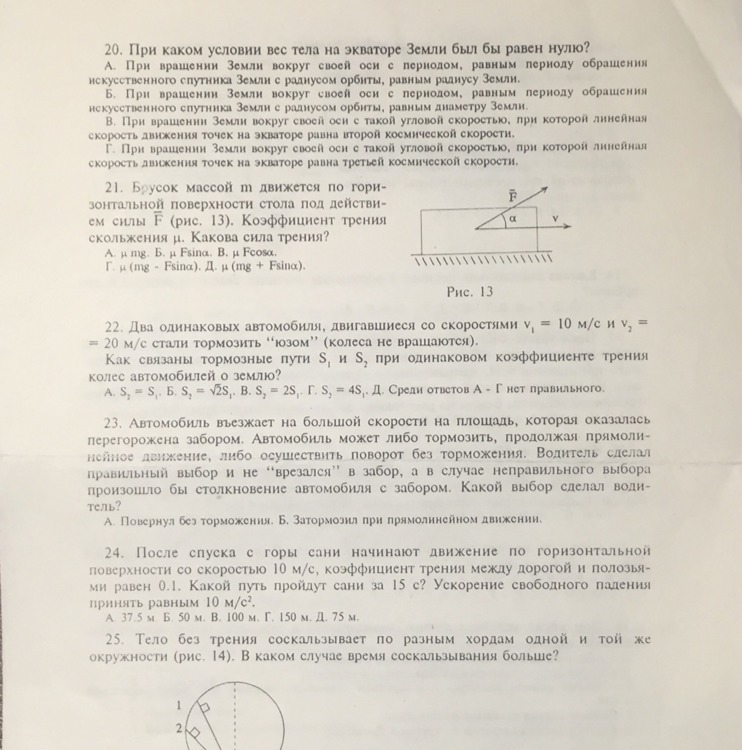 20. При каком условии вес тела на экваторе Земли был бы равен нулю?
А. При вращении Земли вокруг своей оси с периодом, равным периоду обращения
искусственного спутника Земли с радиусом орбиты, равным радиусу Земли.
Б. При вращении Земли вокруг своей оси с периодом, равным периоду обращения
искусственного спутника Земли с радиусом орбиты, равным диаметру Земли.
В. При вращении Земли вокруг своей оси с такой угловой скоростью, при которой линейная
скорость движения точек на экваторе равна второй космической скорости.
Г. При вращении Земли вокруг своей оси с такой угловой скоростью, при которой линейная
скорость движения точек на экваторе равна третьей космической скорости.
21. Брусок массой m движется по гори-
зонтальной поверхности стола под действи-
ем силы F̅ (рис. 13). Коэффициент трения
скольжения μ. Какова сила трения?
А. μ mg. Б. μ Fsinα. В. μ Fcosα.
Г. μ (mg - Fsinα). Д. μ (mg + Fsinα).
F̅
α
v
Рис. 13
22. Два одинаковых автомобиля, двигавшиеся со скоростями v₁ = 10 м/с и v₂ =
= 20 м/с стали тормозить “юзом” (колеса не вращаются).
Как связаны тормозные пути S₁ и S₂ при одинаковом коэффициенте трения
колес автомобилей о землю?
А. S₂ = S₁. Б. S₂ = √2S₁. В. S₂ = 2S₁. Г. S₂ = 4S₁. Д. Среди ответов А - Г нет правильного.
23. Автомобиль въезжает на большой скорости на площадь, которая оказалась
перегорожена забором. Автомобиль может либо тормозить, продолжая прямоли-
нейное движение, либо осуществить поворот без торможения. Водитель сделал
правильный выбор и не “врезался” в забор, а в случае неправильного выбора
произошло бы столкновение автомобиля с забором. Какой выбор сделал води-
тель?
А. Повернул без торможения. Б. Затормозил при прямолинейном движении.
24. После спуска с горы сани начинают движение по горизонтальной
поверхности со скоростью 10 м/с, коэффициент трения между дорогой и полозья-
ми равен 0.1. Какой путь пройдут сани за 15 с? Ускорение свободного падения
принять равным 10 м/с².
А. 37.5 м. Б. 50 м. В. 100 м. Г. 150 м. Д. 75 м.
25. Тело без трения соскальзывает по разным хордам одной и той же
окружности (рис. 14). В каком случае время соскальзывания больше?
1
2